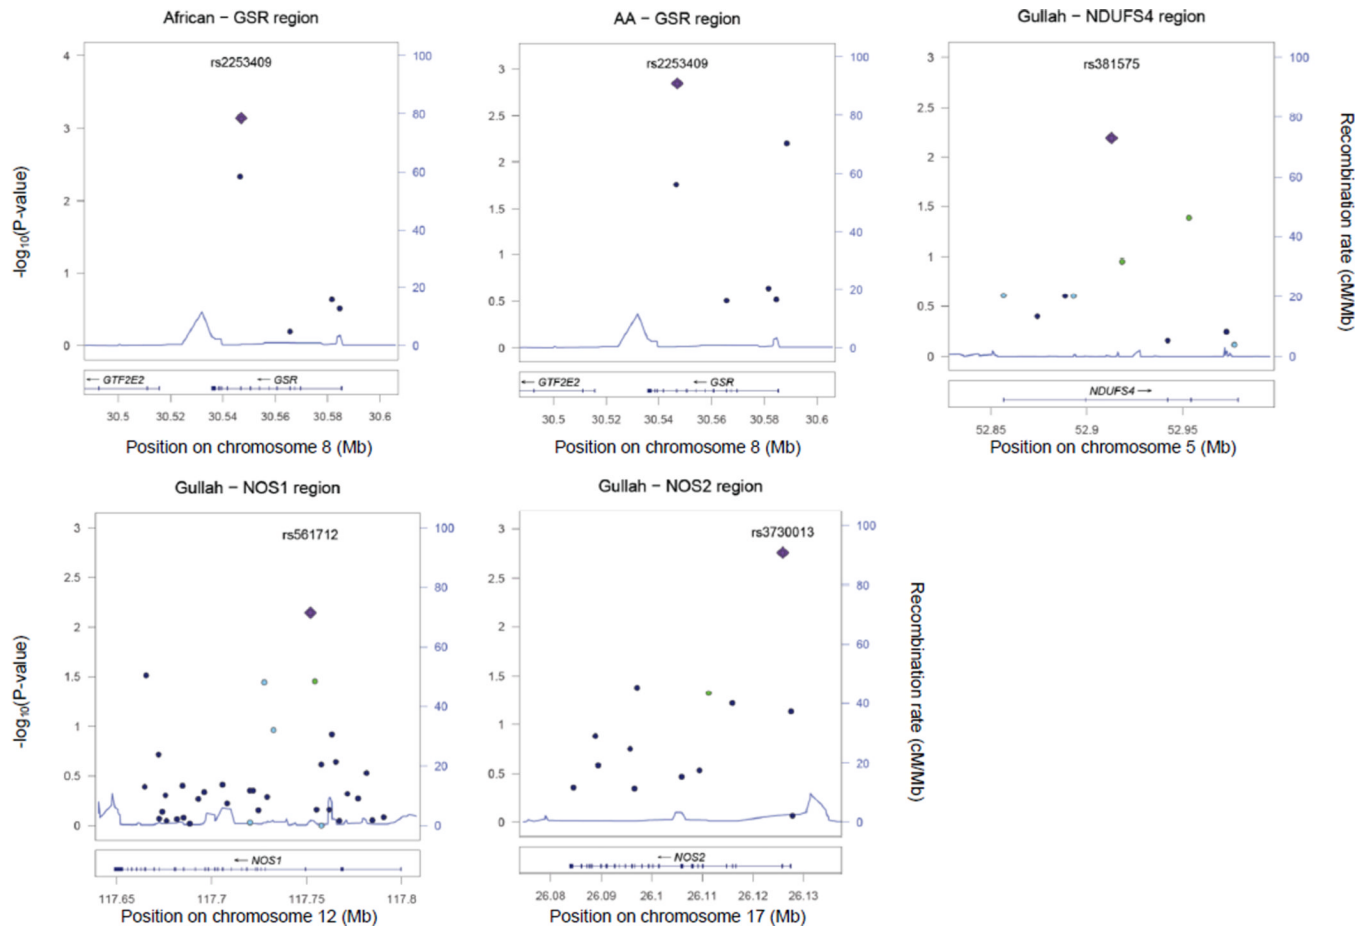 African − GSR region
AA − GSR region
Gullah − NDUFS4 region
rs2253409
rs2253409
rs381575
-log10(P-value)
4
3
2
1
0
100
80
60
40
20
0
3
2.5
2
1.5
1
0.5
0
100
80
60
40
20
0
3
2.5
2
1.5
1
0.5
0
100
80
60
40
20
0
Recombination rate (cM/Mb)
← GTF2E2
← GSR
← GTF2E2
← GSR
NDUFS4 →
30.5 30.52 30.54 30.56 30.58 30.6
30.5 30.52 30.54 30.56 30.58 30.6
52.85 52.9 52.95
Position on chromosome 8 (Mb)
Position on chromosome 8 (Mb)
Position on chromosome 5 (Mb)
Gullah − NOS1 region
Gullah − NOS2 region
rs561712
rs3730013
-log10(P-value)
3
2.5
2
1.5
1
0.5
0
100
80
60
40
20
0
3
2.5
2
1.5
1
0.5
0
100
80
60
40
20
0
Recombination rate (cM/Mb)
← NOS1
← NOS2
117.65 117.7 117.75 117.8
26.08 26.09 26.1 26.11 26.12 26.13
Position on chromosome 12 (Mb)
Position on chromosome 17 (Mb)